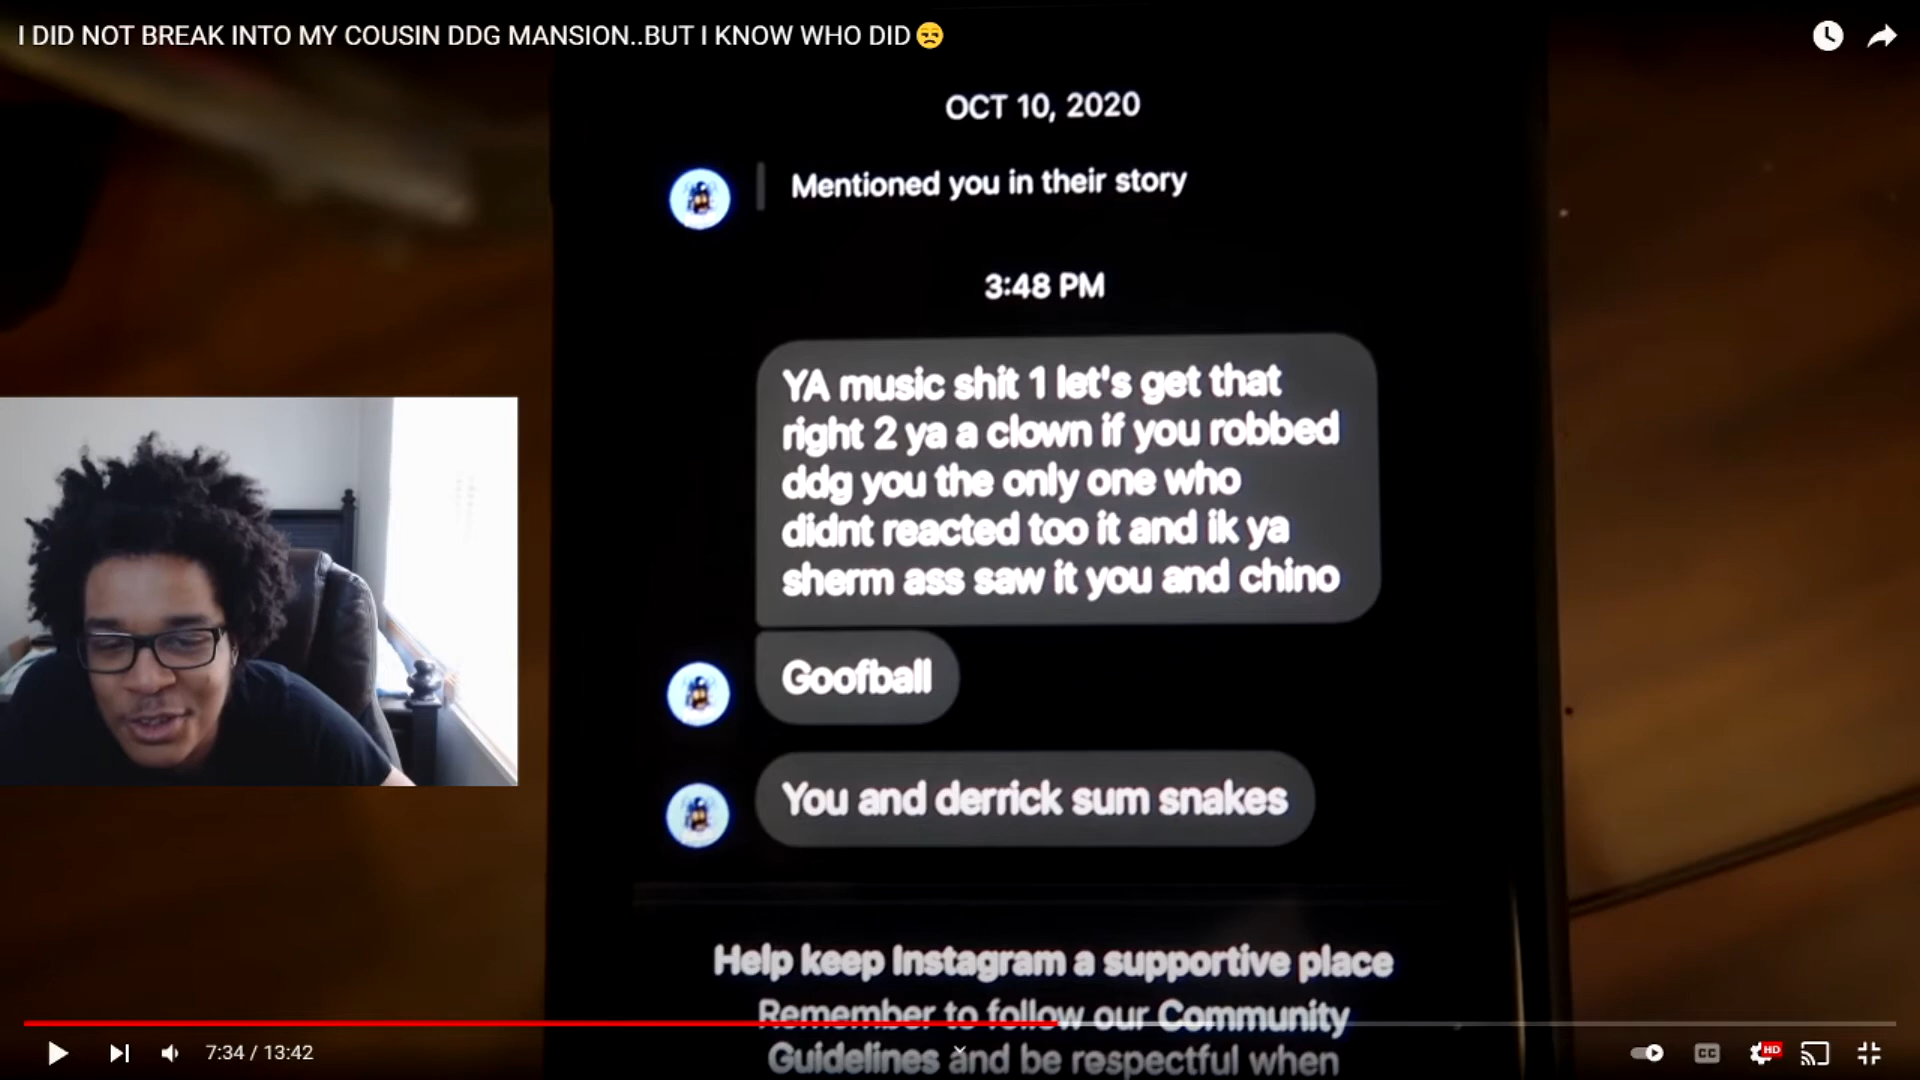 I DID NOT BREAK INTO MY COUSIN DDG MANSION..BUT I KNOW WHO DID😒
OCT 10, 2020
Mentioned you in their story
3:48 PM
YA music shit 1 let's get that
right 2 ya a clown if you robbed
ddg you the only one who
didnt reacted too it and ik ya
sherm ass saw it you and chino
Goofball
You and derrick sum snakes
Help keep Instagram a supportive place
Remember to follow our Community
Guidelines and be respectful when
7:34 / 13:42
CC
HD